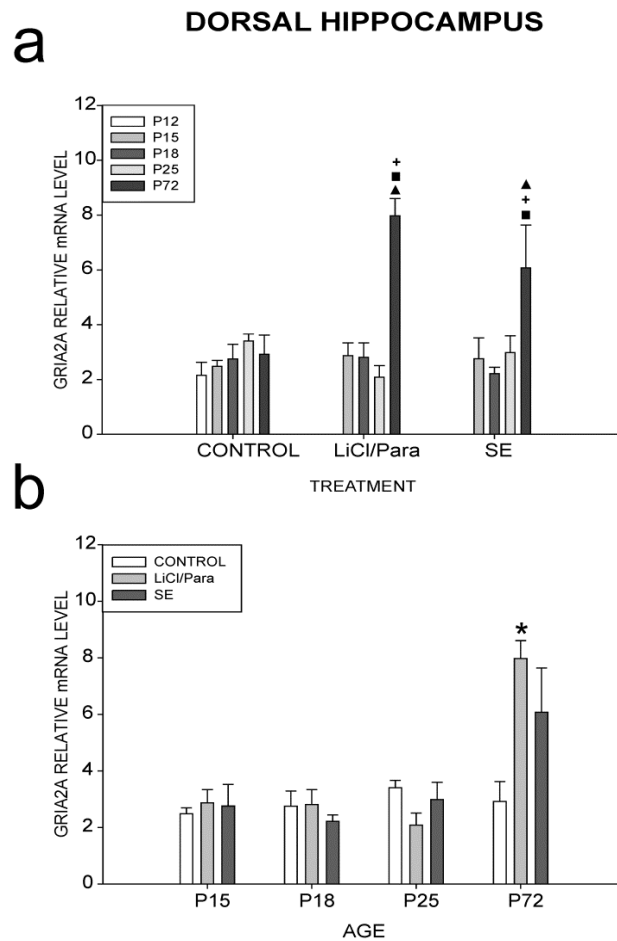 DORSAL HIPPOCAMPUS
a
GRIA2A RELATIVE mRNA LEVEL
12
10
8
6
4
2
0
P12
P15
P18
P25
P72
+
■
▲
▲
+
■
CONTROL LiCl/Para SE
TREATMENT
b
GRIA2A RELATIVE mRNA LEVEL
12
10
8
6
4
2
0
CONTROL
LiCl/Para
SE
*
P15 P18 P25 P72
AGE